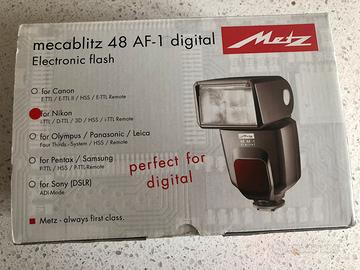 mecablitz 48 AF-1 digital
Metz
Electronic flash
for Canon
E-TTL / E-TTL II / HSS / E-TTL Remote
for Nikon
i-TTL / D-TTL / 3D / HSS / i-TTL Remote
for Olympus / Panasonic / Leica
Four Thirds - System / HSS / Remote
for Pentax / Samsung
P-TTL / HSS / P-TTL-Remote
for Sony (DSLR)
ADI Mode
perfect for
digital
Metz - always first class.